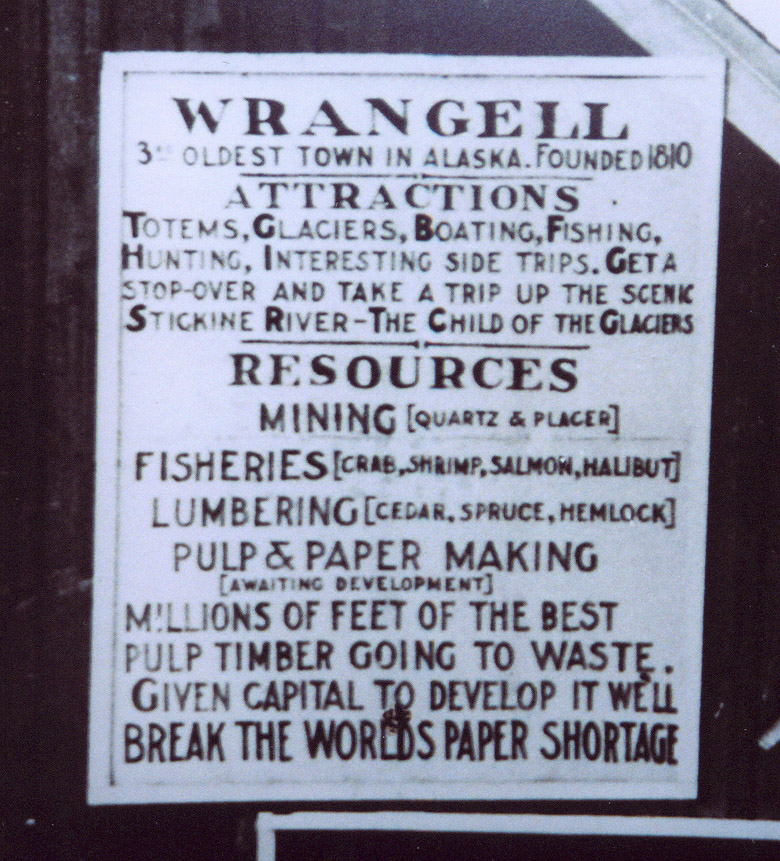 WRANGELL
3RD OLDEST TOWN IN ALASKA. FOUNDED 1810
ATTRACTIONS
TOTEMS, GLACIERS, BOATING, FISHING,
HUNTING, INTERESTING SIDE TRIPS. GET A
STOP-OVER AND TAKE A TRIP UP THE SCENIC
STICKINE RIVER-THE CHILD OF THE GLACIERS
RESOURCES
MINING [QUARTZ & PLACER]
FISHERIES [CRAB, SHRIMP, SALMON, HALIBUT]
LUMBERING [CEDAR, SPRUCE, HEMLOCK]
PULP & PAPER MAKING
[AWAITING DEVELOPMENT]
MILLIONS OF FEET OF THE BEST
PULP TIMBER GOING TO WASTE.
GIVEN CAPITAL TO DEVELOP IT WE'LL
BREAK THE WORLDS PAPER SHORTAGE